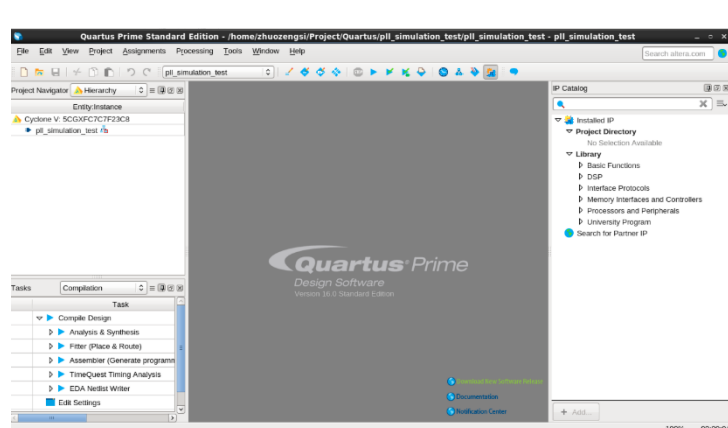 Quartus Prime Standard Edition - /home/zhuozengsi/Project/Quartus/pll_simulation_test/pll_simulation_test - pll_simulation_test
File Edit View Project Assignments Processing Tools Window Help
Search altera.com
pll_simulation_test
Project Navigator Hierarchy
Entity:Instance
Cyclone V: 5CGXFC7C7F23C8
pll_simulation_test
Tasks Compilation
Task
Compile Design
Analysis & Synthesis
Fitter (Place & Route)
Assembler (Generate programm
TimeQuest Timing Analysis
EDA Netlist Writer
Edit Settings
Quartus Prime
Design Software
Version 16.0 Standard Edition
Download New Software Release
Documentation
Notification Center
IP Catalog
Installed IP
Project Directory
No Selection Available
Library
Basic Functions
DSP
Interface Protocols
Memory Interfaces and Controllers
Processors and Peripherals
University Program
Search for Partner IP
+ Add...